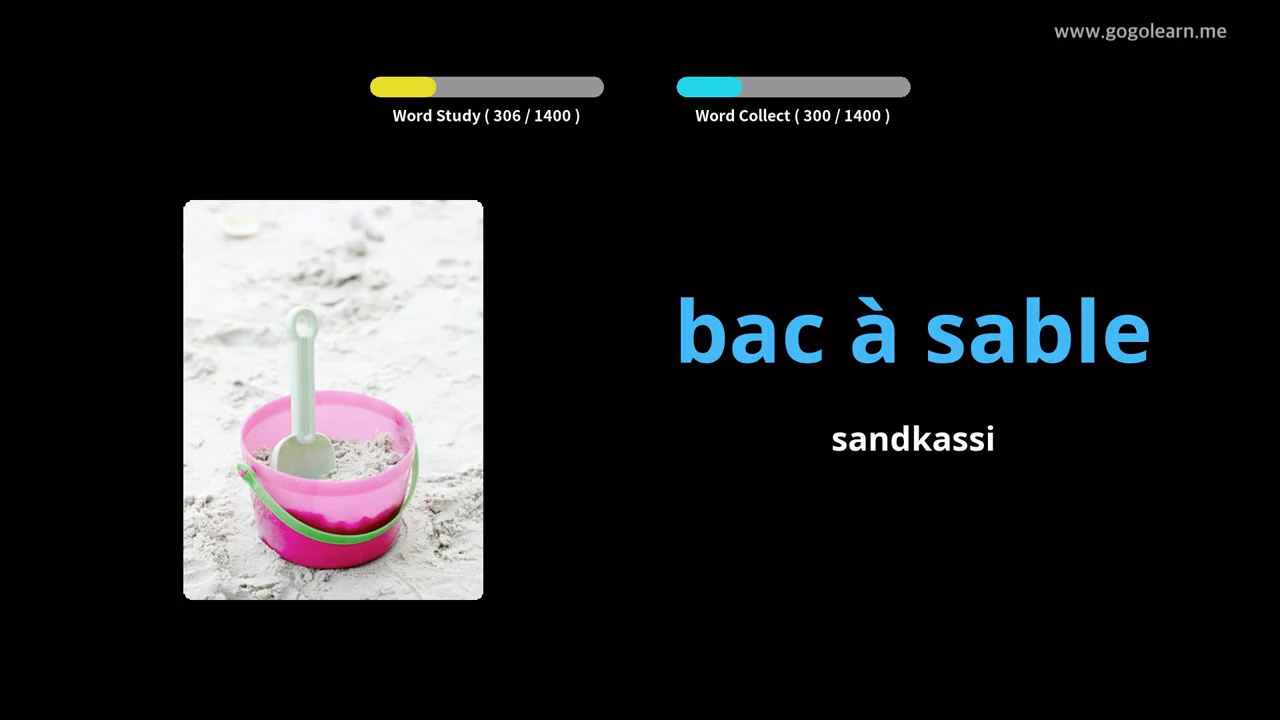 www.gogolearn.me
Word Study ( 306 / 1400 )
Word Collect ( 300 / 1400 )
bac à sable
sandkassi